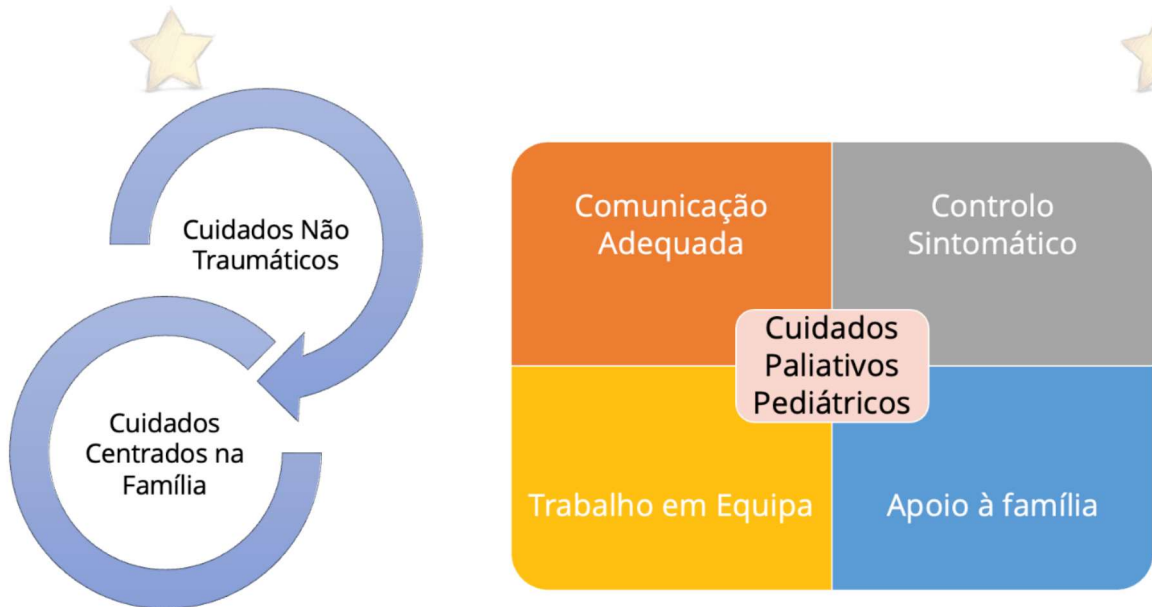 Cuidados Não
Traumáticos
Cuidados
Centrados na
Família
Comunicação
Adequada
Controlo
Sintomático
Cuidados
Paliativos
Pediátricos
Trabalho em Equipa
Apoio à família